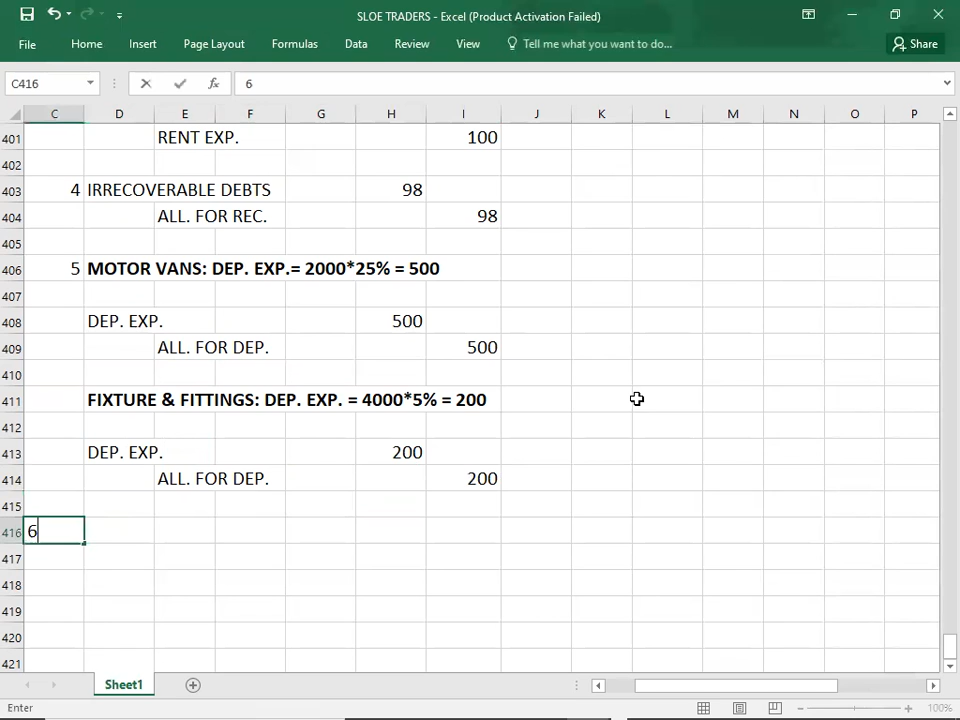 SLOE TRADERS - Excel (Product Activation Failed)
File Home Insert Page Layout Formulas Data Review View Tell me what you want to do... Share
C416 fx 6
C D E F G H I J K L M N O P
401 RENT EXP. 100
402
403 4 IRRECOVERABLE DEBTS 98
404 ALL. FOR REC. 98
405
406 5 MOTOR VANS: DEP. EXP.= 2000*25% = 500
407
408 DEP. EXP. 500
409 ALL. FOR DEP. 500
410
411 FIXTURE & FITTINGS: DEP. EXP. = 4000*5% = 200
412
413 DEP. EXP. 200
414 ALL. FOR DEP. 200
415
416 6
417
418
419
420
421
Sheet1
Enter 100%